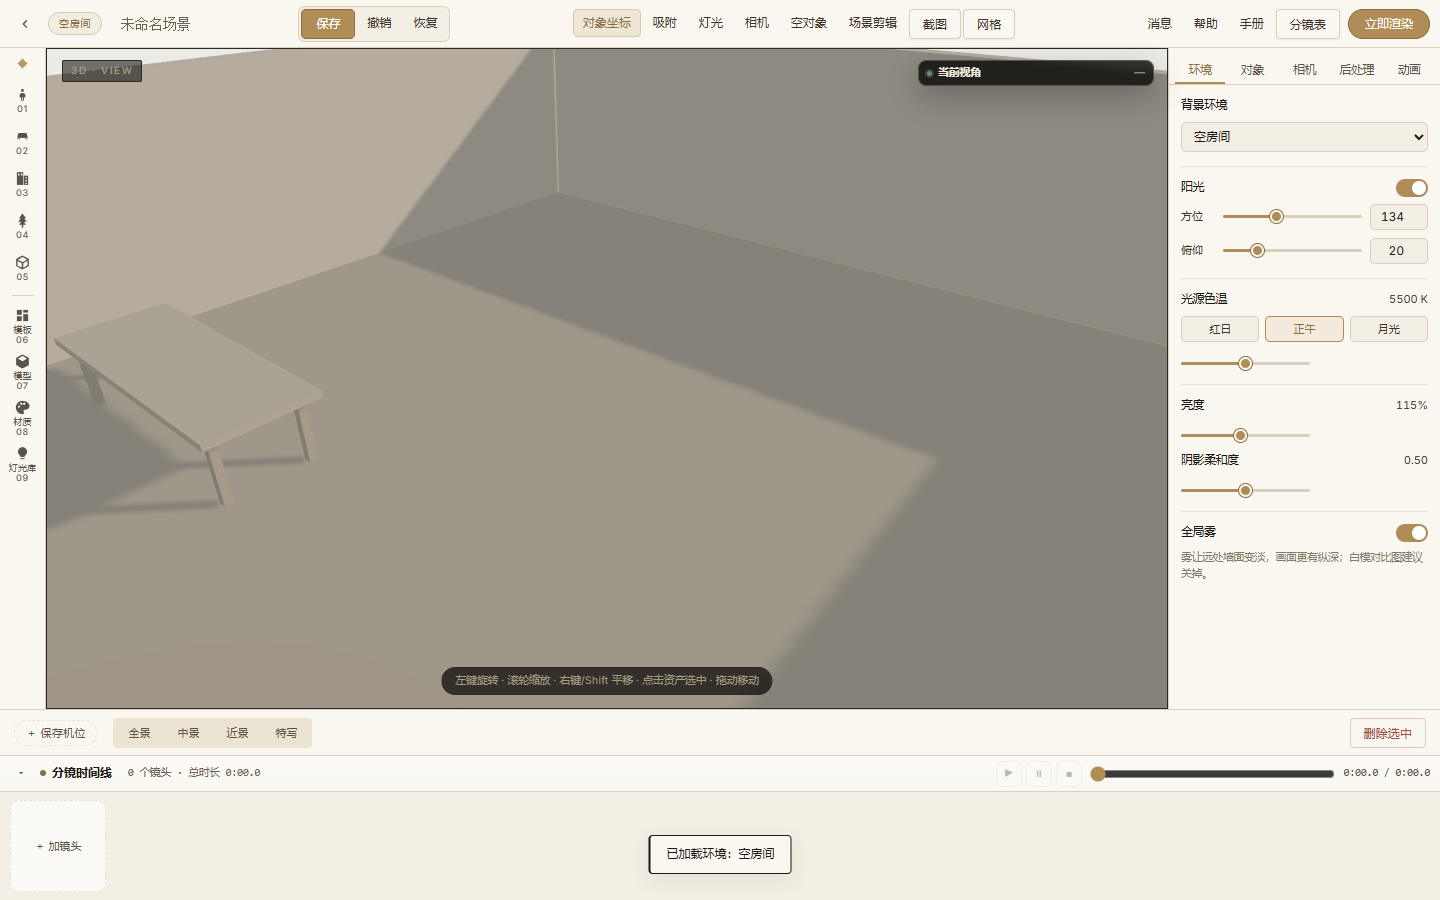 空房间
未命名场景
保存
撤销
恢复
对象坐标
吸附
灯光
相机
空对象
场景剪辑
截图
网格
消息
帮助
手册
分镜表
立即渲染
3D · VIEW
当前视角
01
02
03
04
05
模板
06
模型
07
材质
08
灯光库
09
环境
对象
相机
后处理
动画
背景环境
空房间
阳光
方位
134
俯仰
20
光源色温
5500 K
红日
正午
月光
亮度
115%
阴影柔和度
0.50
全局雾
雾让远处墙面变淡，画面更有纵深；白模对比图建议
关掉。
左键旋转 · 滚轮缩放 · 右键/Shift 平移 · 点击资产选中 · 拖动移动
+ 保存机位
全景
中景
近景
特写
删除选中
分镜时间线
0 个镜头 · 总时长 0:00.0
0:00.0 / 0:00.0
+ 加镜头
已加载环境：空房间